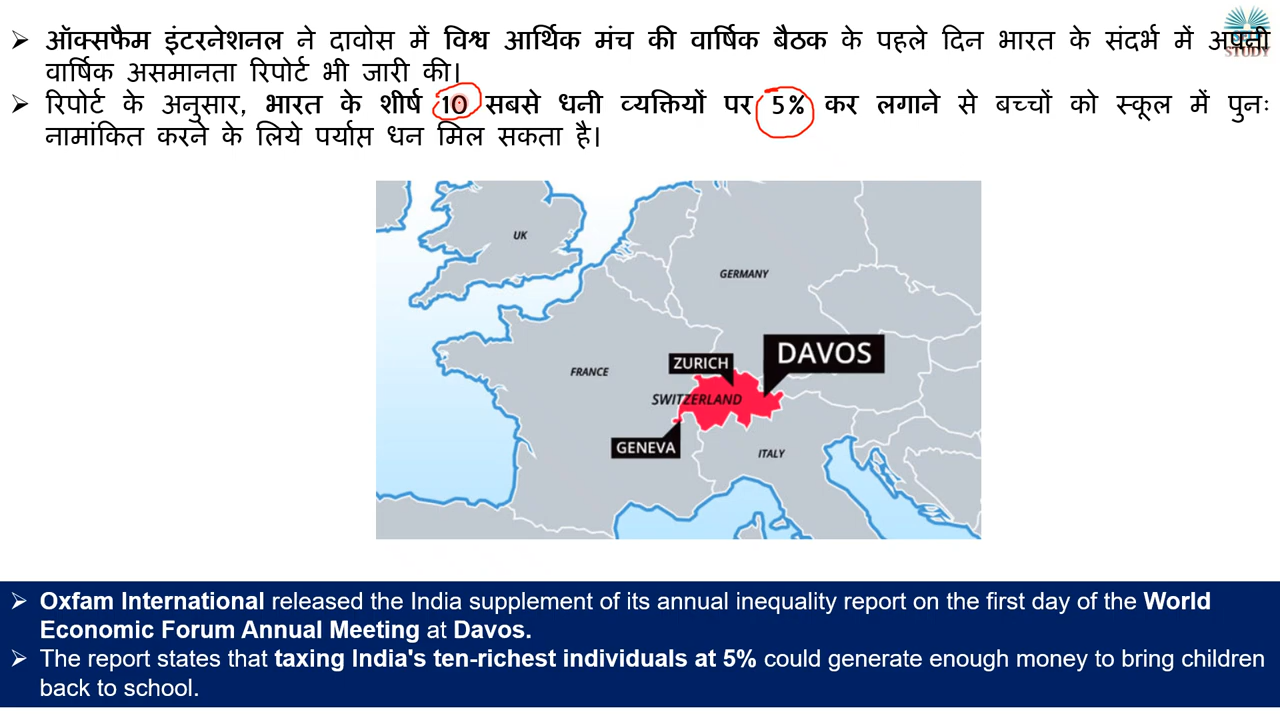 ➢ ऑक्सफैम इंटरनेशनल ने दावोस में विश्व आर्थिक मंच की वार्षिक बैठक के पहले दिन भारत के संदर्भ में अपनी
वार्षिक असमानता रिपोर्ट भी जारी की।
➢ रिपोर्ट के अनुसार, भारत के शीर्ष 10 सबसे धनी व्यक्तियों पर 5% कर लगाने से बच्चों को स्कूल में पुनः
नामांकित करने के लिये पर्याप्त धन मिल सकता है।
STUDY
UK
GERMANY
DAVOS
ZURICH
FRANCE
SWITZERLAND
GENEVA
ITALY
➢ Oxfam International released the India supplement of its annual inequality report on the first day of the World
Economic Forum Annual Meeting at Davos.
➢ The report states that taxing India's ten-richest individuals at 5% could generate enough money to bring children
back to school.